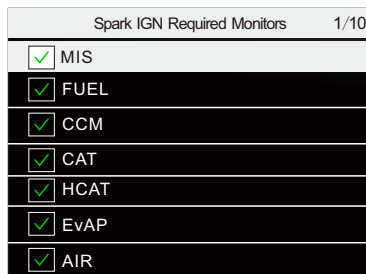 Spark IGN Required Monitors 1/10
MIS
FUEL
CCM
CAT
HCAT
EvAP
AIR